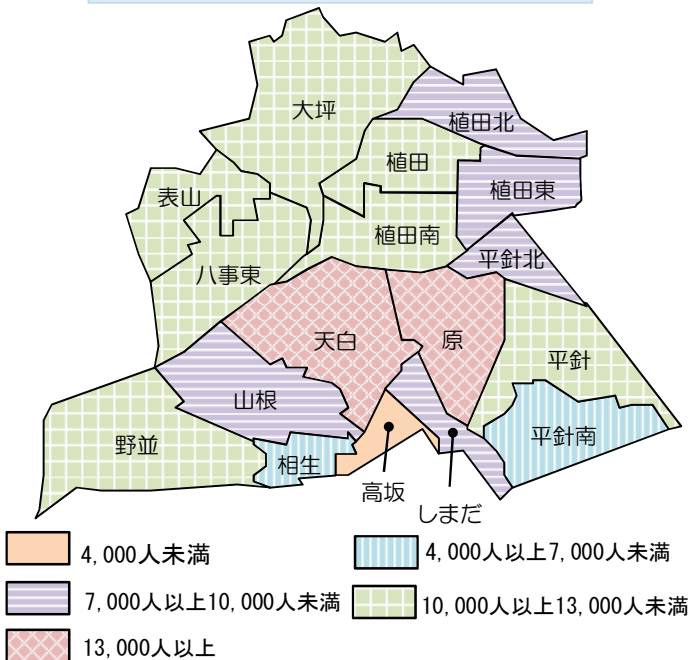 大坪
植田北
植田
植田東
表山
植田南
八事東
平針北
天白
原
平針
山根
平針南
野並
相生
高坂
しまだ
4,000人未満
4,000人以上7,000人未満
7,000人以上10,000人未満
10,000人以上13,000人未満
13,000人以上